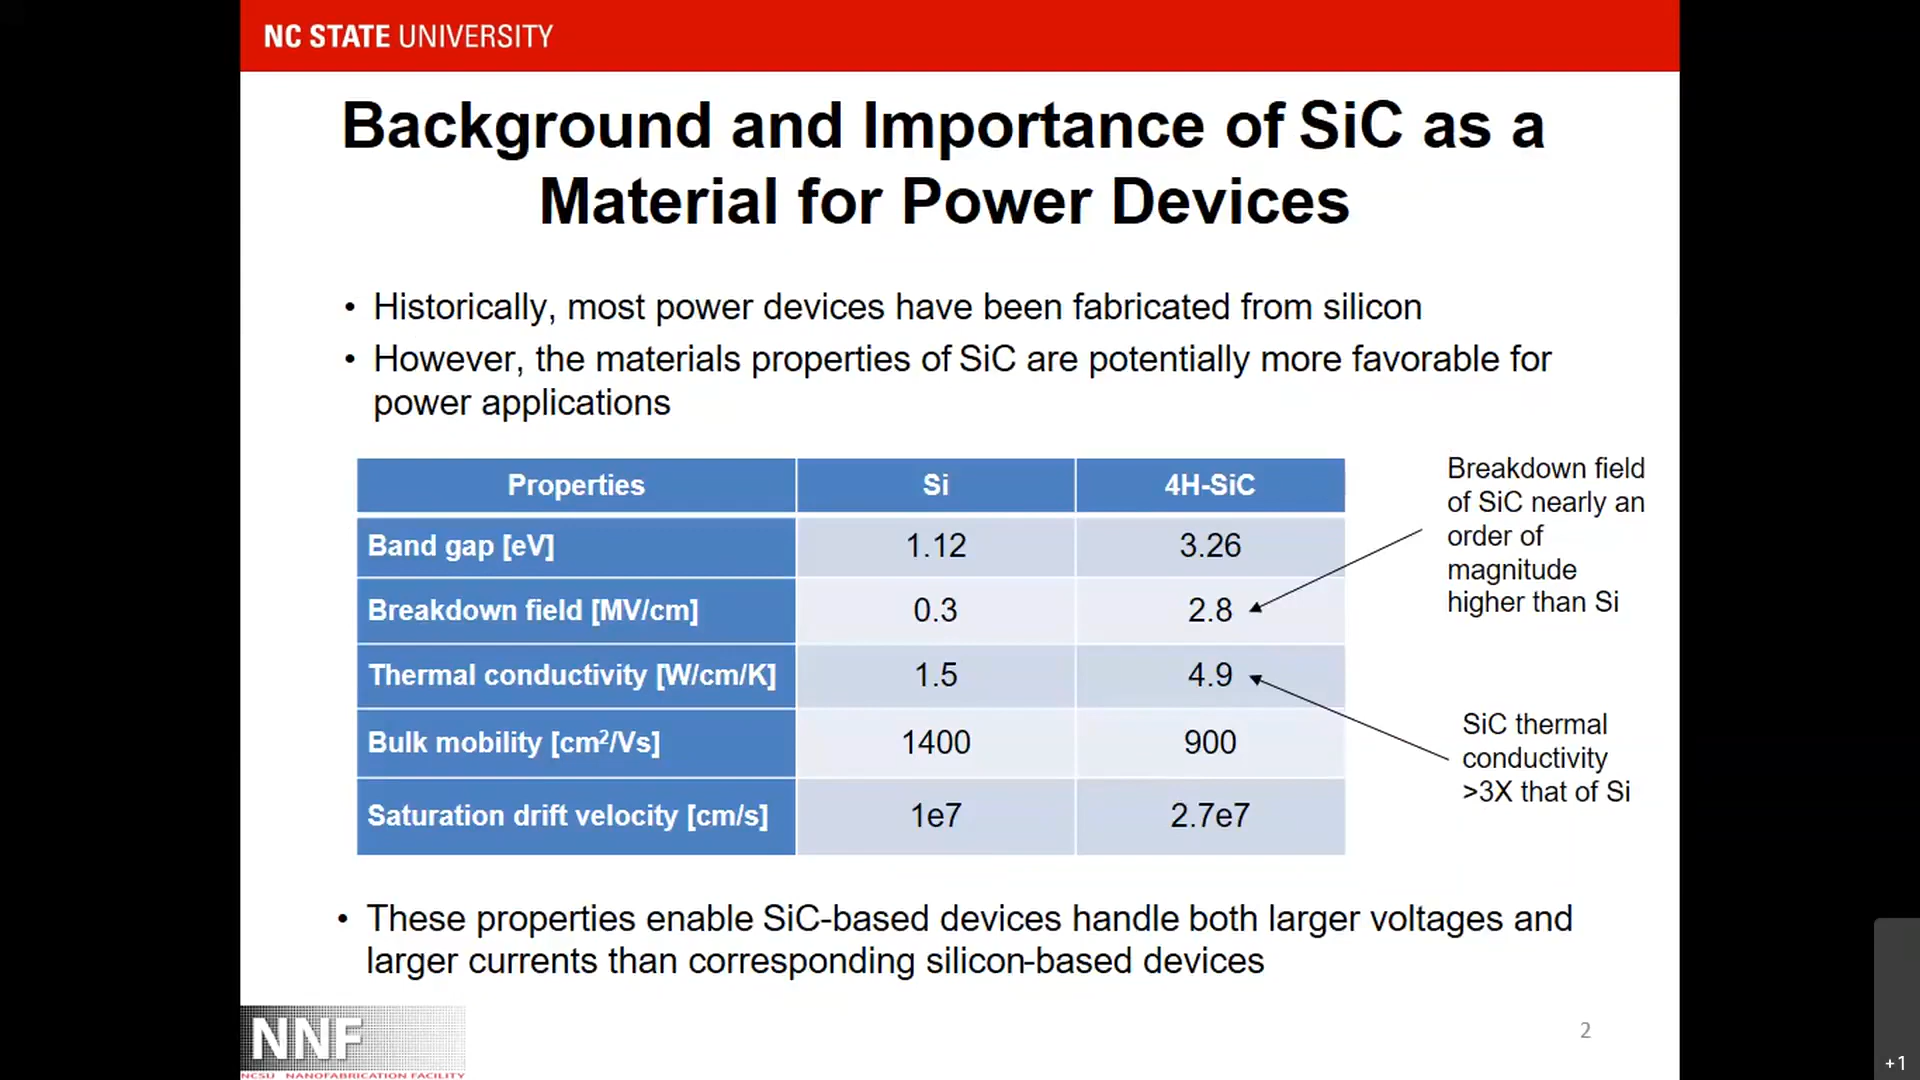 NC STATE UNIVERSITY
Background and Importance of SiC as a
Material for Power Devices
• Historically, most power devices have been fabricated from silicon
• However, the materials properties of SiC are potentially more favorable for
power applications
Properties Si 4H-SiC
Band gap [eV] 1.12 3.26
Breakdown field [MV/cm] 0.3 2.8
Thermal conductivity [W/cm/K] 1.5 4.9
Bulk mobility [cm²/Vs] 1400 900
Saturation drift velocity [cm/s] 1e7 2.7e7
Breakdown field
of SiC nearly an
order of
magnitude
higher than Si
SiC thermal
conductivity
>3X that of Si
• These properties enable SiC-based devices handle both larger voltages and
larger currents than corresponding silicon-based devices
NNF
NCSU NANOFABRICATION FACILITY
2
+1